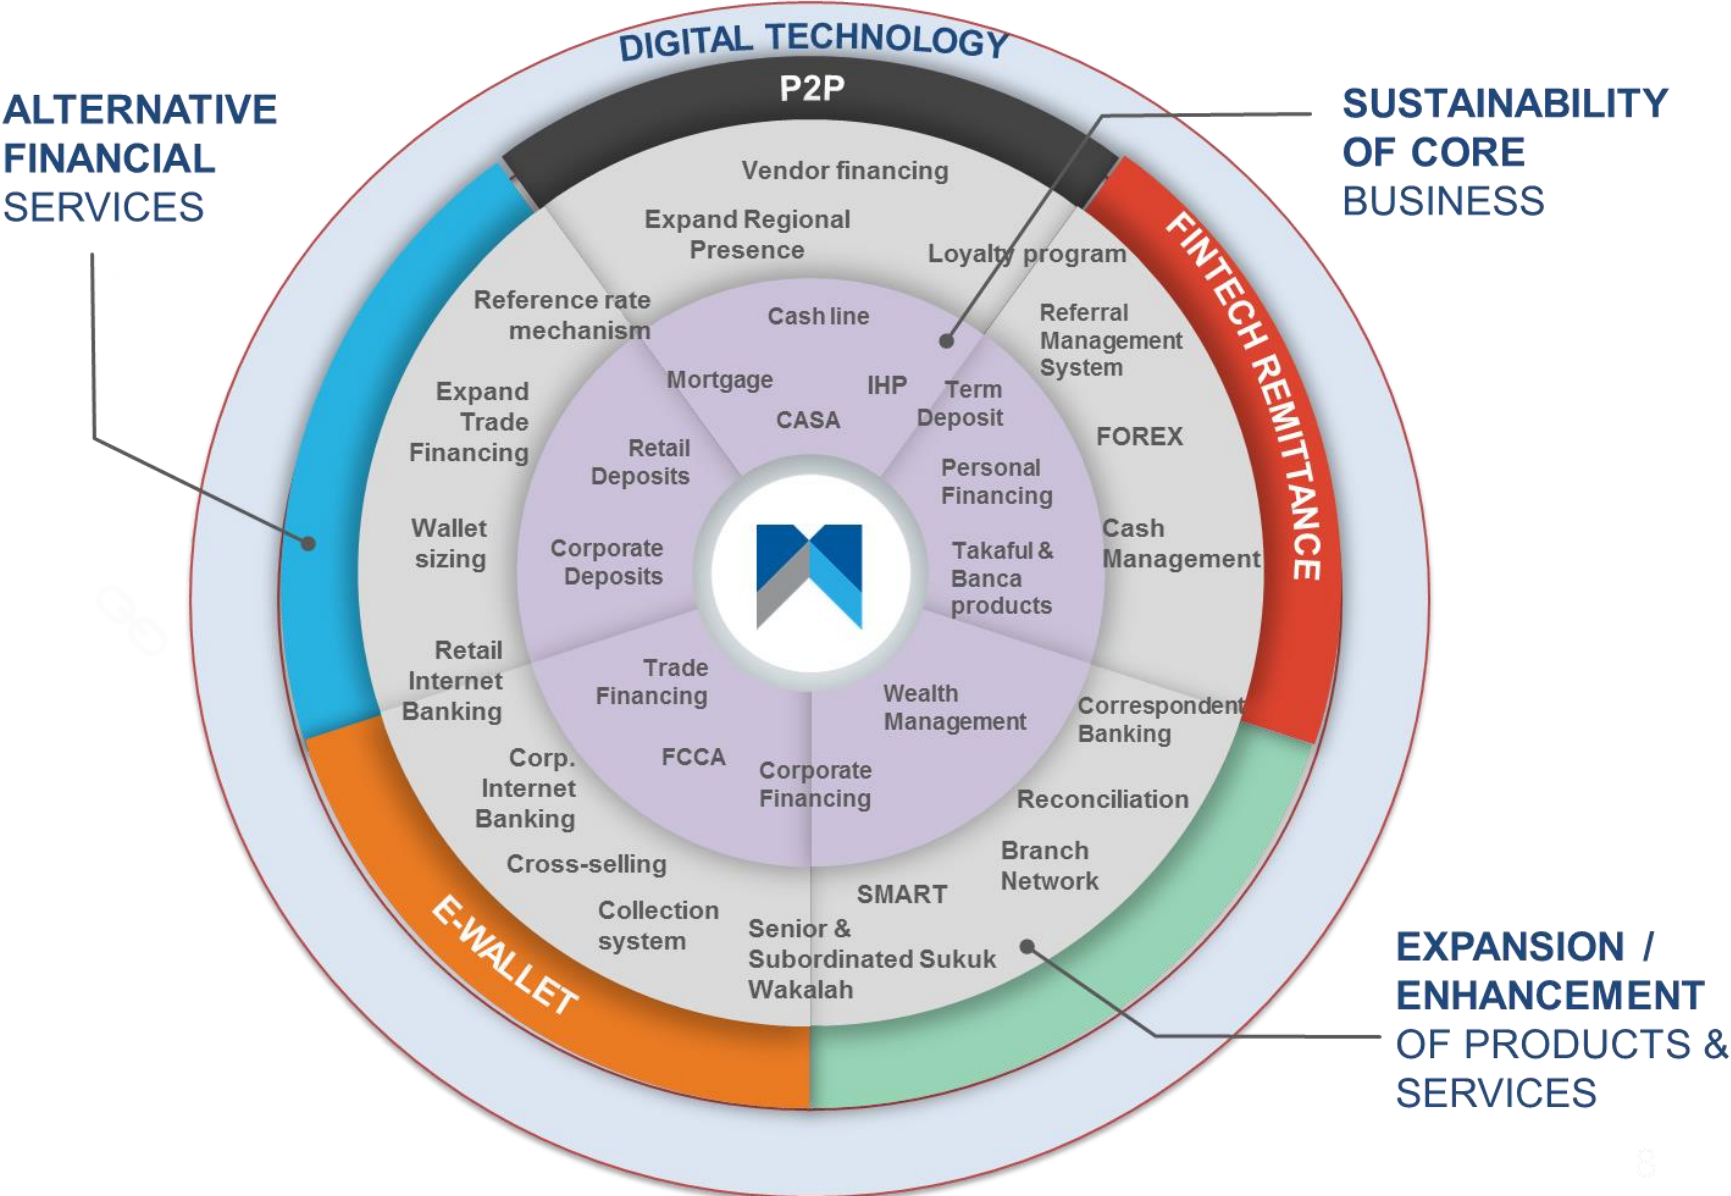 DIGITAL TECHNOLOGY
P2P
ALTERNATIVE
FINANCIAL
SERVICES
SUSTAINABILITY
OF CORE
BUSINESS
FINTECH REMITTANCE
Vendor financing
Expand Regional
Presence
Loyalty program
Reference rate
mechanism
Referral
Management
System
Expand
Trade
Financing
FOREX
Wallet
sizing
Cash
Management
Retail
Internet
Banking
Correspondent
Banking
Corp.
Internet
Banking
Reconciliation
Cross-selling
Branch
Network
Collection
system
SMART
Senior &
Subordinated Sukuk
Wakalah
Cash line
Mortgage
IHP
CASA
Term
Deposit
Retail
Deposits
Personal
Financing
Corporate
Deposits
Takaful &
Banca
products
Trade
Financing
Wealth
Management
FCCA
Corporate
Financing
E-WALLET
EXPANSION /
ENHANCEMENT
OF PRODUCTS &
SERVICES
8